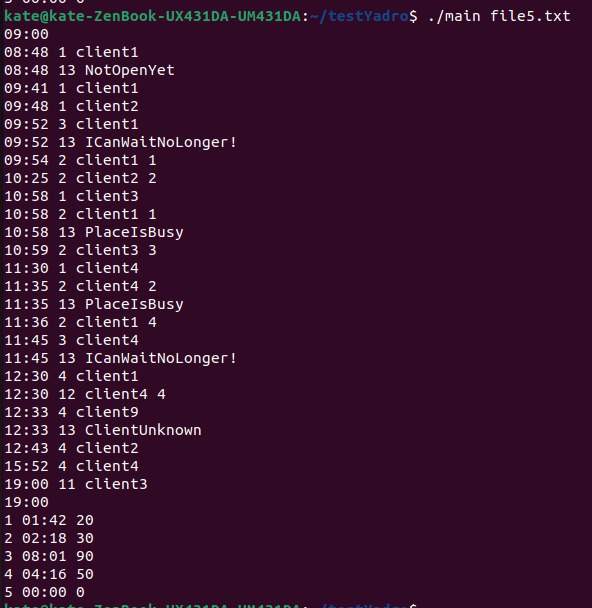 5 00:00 0
kate@kate-ZenBook-UX431DA-UM431DA:~/testYadro$ ./main file5.txt
09:00
08:48 1 client1
08:48 13 NotOpenYet
09:41 1 client1
09:48 1 client2
09:52 3 client1
09:52 13 ICanWaitNoLonger!
09:54 2 client1 1
10:25 2 client2 2
10:58 1 client3
10:58 2 client1 1
10:58 13 PlaceIsBusy
10:59 2 client3 3
11:30 1 client4
11:35 2 client4 2
11:35 13 PlaceIsBusy
11:36 2 client1 4
11:45 3 client4
11:45 13 ICanWaitNoLonger!
12:30 4 client1
12:30 12 client4 4
12:33 4 client9
12:33 13 ClientUnknown
12:43 4 client2
15:52 4 client4
19:00 11 client3
19:00
1 01:42 20
2 02:18 30
3 08:01 90
4 04:16 50
5 00:00 0
kate@kate-ZenBook-UX431DA-UM431DA:~/testYadro$